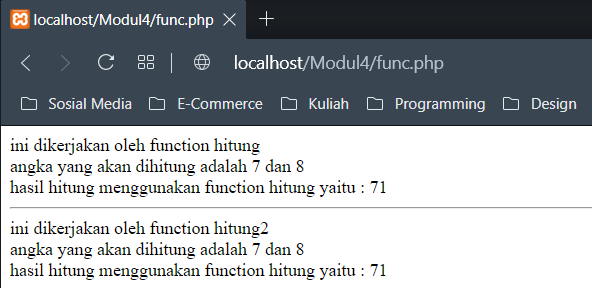 localhost/Modul4/func.php
localhost/Modul4/func.php
Sosial Media E-Commerce Kuliah Programming Design
ini dikerjakan oleh function hitung
angka yang akan dihitung adalah 7 dan 8
hasil hitung menggunakan function hitung yaitu : 71
ini dikerjakan oleh function hitung2
angka yang akan dihitung adalah 7 dan 8
hasil hitung menggunakan function hitung yaitu : 71